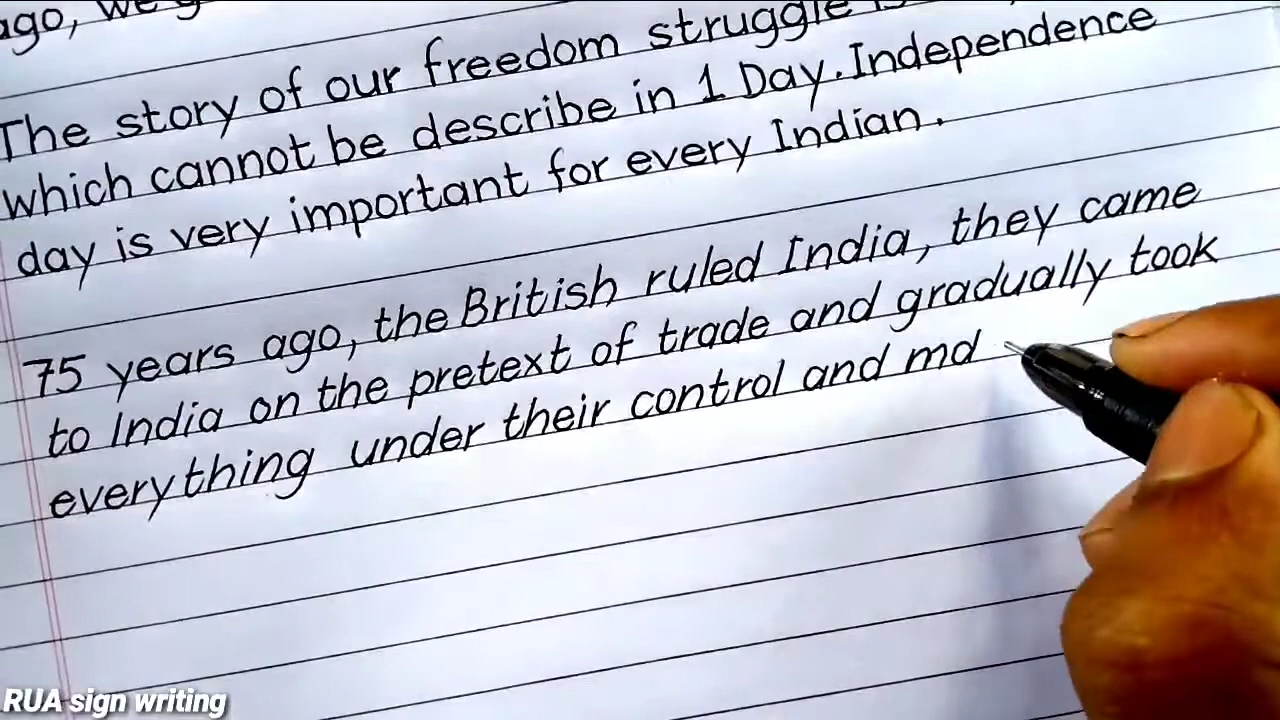 ago, we g
The story of our freedom struggle
which cannot be describe in 1 Day. Independence
day is very important for every Indian.
75 years ago, the British ruled India, they came
to India on the pretext of trade and gradually took
everything under their control and md
RUA sign writing